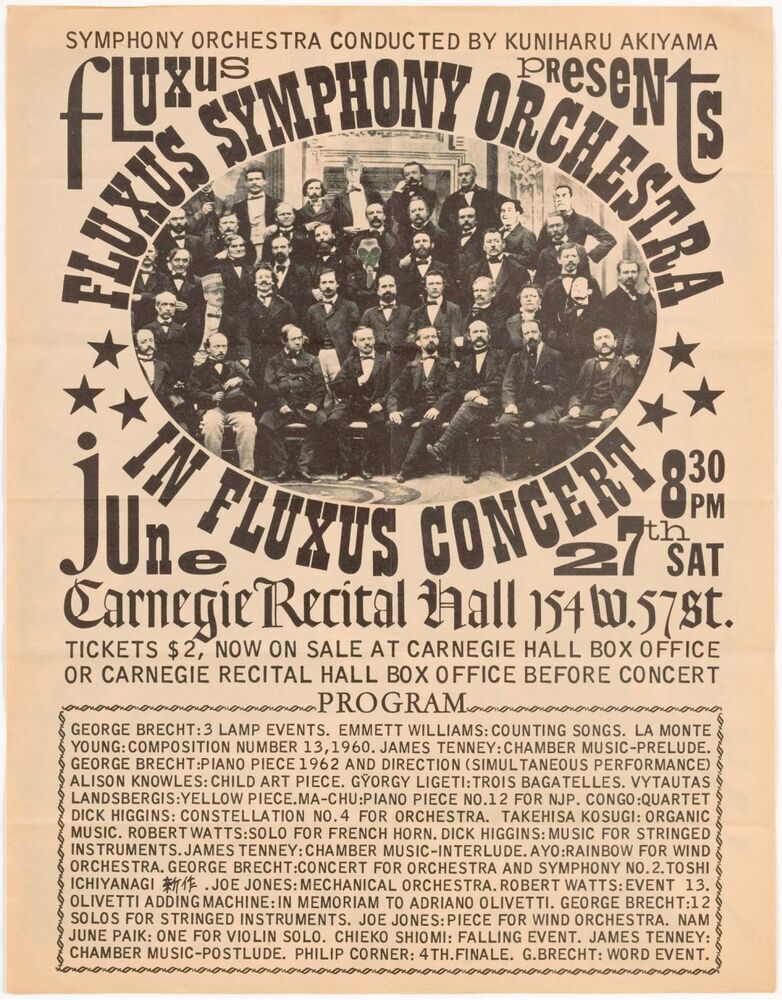 SYMPHONY ORCHESTRA CONDUCTED BY KUNIHARU AKIYAMA
fLUXuS PReseNts
FLUXUS SYMPHONY ORCHESTRA
IN FLUXUS CONCERT
jUNe 27th SAT 8 30 PM
Carnegie Recital Hall 154 W. 57 st.
TICKETS $2, NOW ON SALE AT CARNEGIE HALL BOX OFFICE
OR CARNEGIE RECITAL HALL BOX OFFICE BEFORE CONCERT
PROGRAM
GEORGE BRECHT:3 LAMP EVENTS. EMMETT WILLIAMS:COUNTING SONGS. LA MONTE
YOUNG:COMPOSITION NUMBER 13,1960. JAMES TENNEY:CHAMBER MUSIC-PRELUDE.
GEORGE BRECHT:PIANO PIECE 1962 AND DIRECTION (SIMULTANEOUS PERFORMANCE)
ALISON KNOWLES:CHILD ART PIECE. GŸORGY LIGETI:TROIS BAGATELLES. VYTAUTAS
LANDSBERGIS:YELLOW PIECE.MA-CHU:PIANO PIECE NO.12 FOR NJP. CONGO:QUARTET
DICK HIGGINS: CONSTELLATION NO.4 FOR ORCHESTRA. TAKEHISA KOSUGI: ORGANIC
MUSIC. ROBERT WATTS:SOLO FOR FRENCH HORN. DICK HIGGINS:MUSIC FOR STRINGED
INSTRUMENTS.JAMES TENNEY:CHAMBER MUSIC-INTERLUDE.AYO:RAINBOW FOR WIND
ORCHESTRA. GEORGE BRECHT:CONCERT FOR ORCHESTRA AND SYMPHONY NO.2.TOSHI
ICHIYANAGI 新作 .JOE JONES:MECHANICAL ORCHESTRA. ROBERT WATTS:EVENT 13.
OLIVETTI ADDING MACHINE:IN MEMORIAM TO ADRIANO OLIVETTI. GEORGE BRECHT:12
SOLOS FOR STRINGED INSTRUMENTS. JOE JONES:PIECE FOR WIND ORCHESTRA. NAM
JUNE PAIK: ONE FOR VIOLIN SOLO. CHIEKO SHIOMI: FALLING EVENT. JAMES TENNEY:
CHAMBER MUSIC-POSTLUDE. PHILIP CORNER: 4TH.FINALE. G.BRECHT: WORD EVENT.